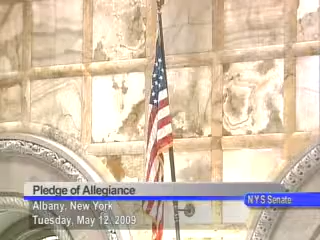 Pledge of Allegiance
NYS Senate
Albany, New York
Tuesday, May 12, 2009